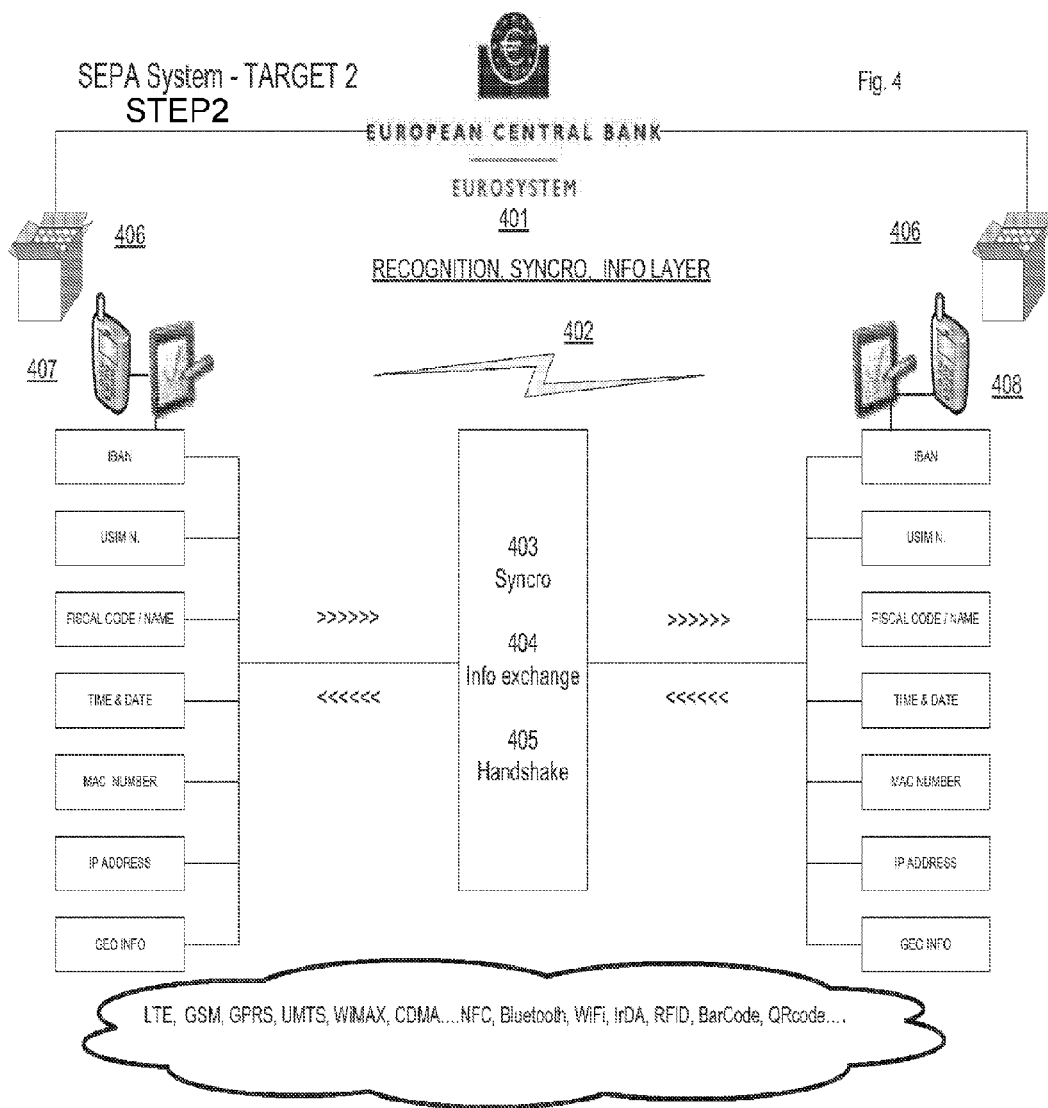 SEPA System - TARGET 2
STEP2
Fig. 4
€
EUROPEAN CENTRAL BANK
EUROSYSTEM
401
406
406
RECOGNITION, SYNCRO, INFO LAYER
402
407
408
IBAN
USIM N.
FISCAL CODE / NAME
TIME & DATE
MAC NUMBER
IP ADDRESS
GEO INFO
>>>>>>
<<<<<<
403
Syncro
404
Info exchange
405
Handshake
>>>>>>
<<<<<<
IBAN
USIM N.
FISCAL CODE / NAME
TIME & DATE
MAC NUMBER
IP ADDRESS
GEO INFO
LTE, GSM, GPRS, UMTS, WIMAX, CDMA....NFC, Bluetooth, WiFi, IrDA, RFID, BarCode, QRcode....